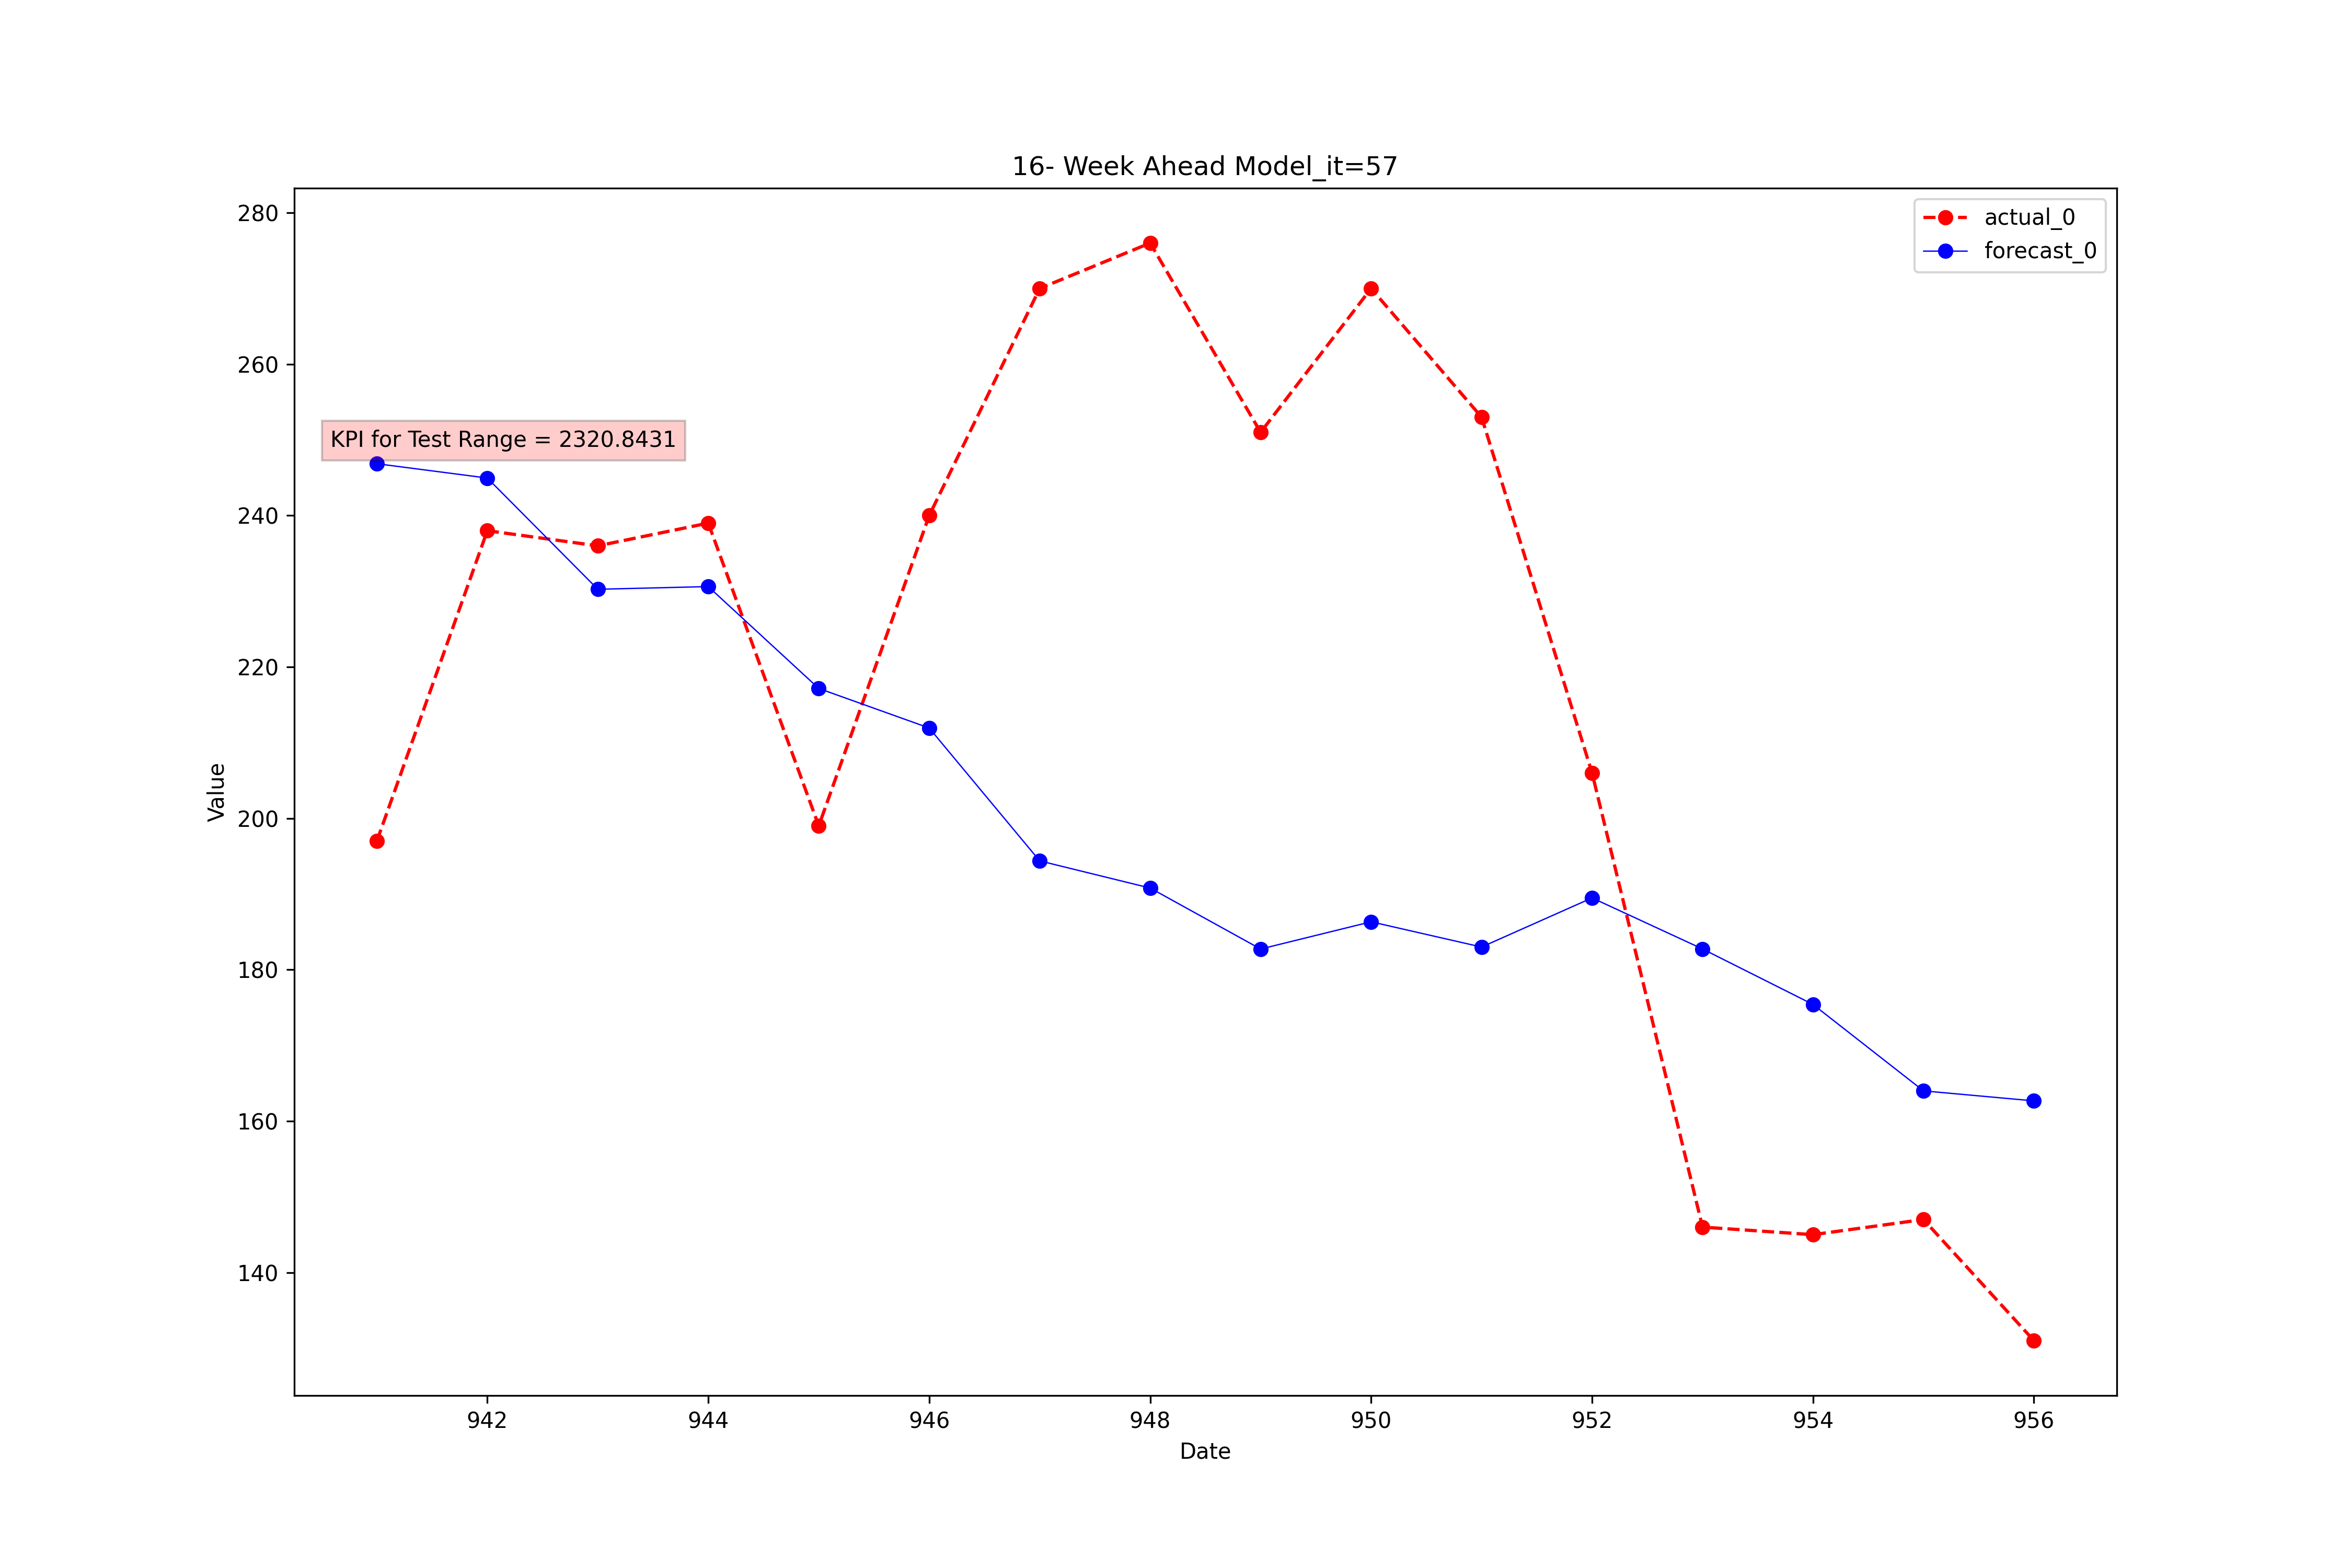 16- Week Ahead Model_it=57
actual_0
forecast_0
KPI for Test Range = 2320.8431
280
260
240
220
200
180
160
140
Value
942 944 946 948 950 952 954 956
Date